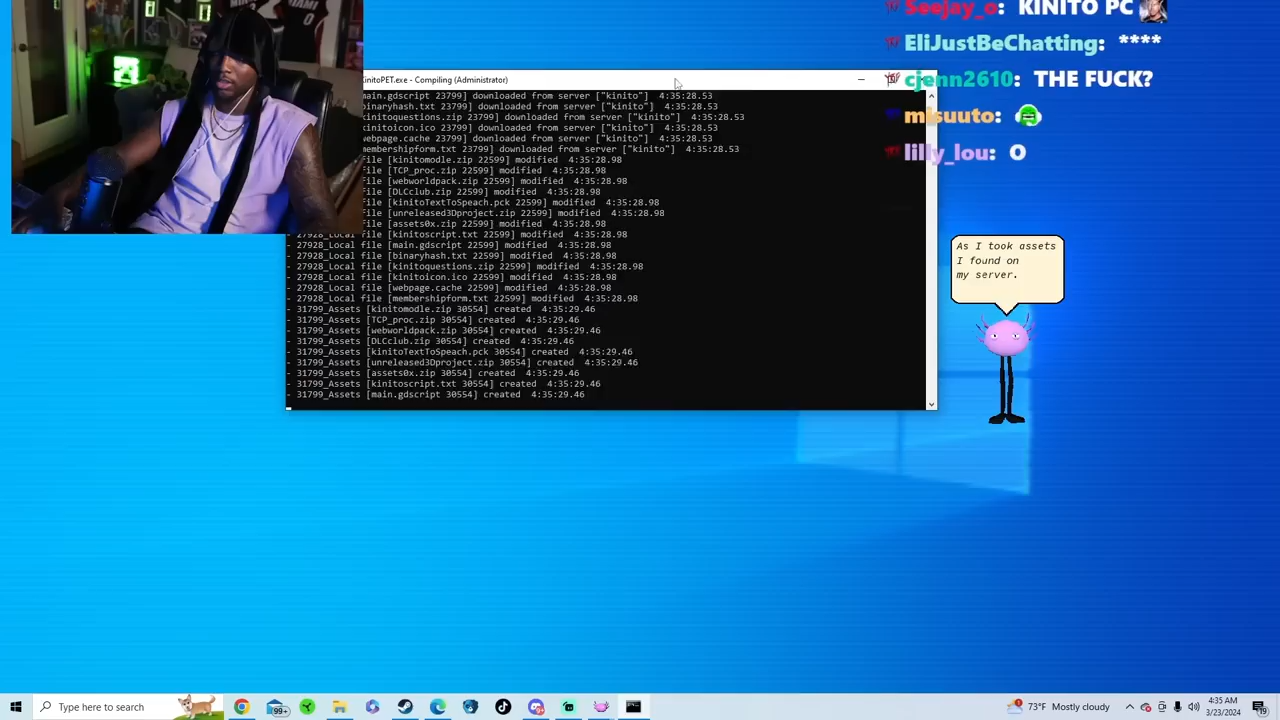 Seejay_o: KINITO PC
EliJustBeChatting: ****
cjenn2610: THE FUCK?
misuuto:
lilly_lou: O
KinitoPET.exe - Compiling (Administrator)
main.gdscript 23799] downloaded from server ["kinito"] 4:35:28.53
binaryhash.txt 23799] downloaded from server ["kinito"] 4:35:28.53
kinitoquestions.zip 23799] downloaded from server ["kinito"] 4:35:28.53
kinitoicon.ico 23799] downloaded from server ["kinito"] 4:35:28.53
webpage.cache 23799] downloaded from server ["kinito"] 4:35:28.53
membershipform.txt 23799] downloaded from server ["kinito"] 4:35:28.53
file [kinitomodle.zip 22599] modified 4:35:28.98
file [TCP_proc.zip 22599] modified 4:35:28.98
file [webworldpack.zip 22599] modified 4:35:28.98
file [DLCclub.zip 22599] modified 4:35:28.98
file [kinitoTextToSpeach.pck 22599] modified 4:35:28.98
file [unreleased3Dproject.zip 22599] modified 4:35:28.98
file [assets0x.zip 22599] modified 4:35:28.98
- 27928_Local file [kinitoscript.txt 22599] modified 4:35:28.98
- 27928_Local file [main.gdscript 22599] modified 4:35:28.98
- 27928_Local file [binaryhash.txt 22599] modified 4:35:28.98
- 27928_Local file [kinitoquestions.zip 22599] modified 4:35:28.98
- 27928_Local file [kinitoicon.ico 22599] modified 4:35:28.98
- 27928_Local file [webpage.cache 22599] modified 4:35:28.98
- 27928_Local file [membershipform.txt 22599] modified 4:35:28.98
- 31799_Assets [kinitomodle.zip 30554] created 4:35:29.46
- 31799_Assets [TCP_proc.zip 30554] created 4:35:29.46
- 31799_Assets [webworldpack.zip 30554] created 4:35:29.46
- 31799_Assets [DLCclub.zip 30554] created 4:35:29.46
- 31799_Assets [kinitoTextToSpeach.pck 30554] created 4:35:29.46
- 31799_Assets [unreleased3Dproject.zip 30554] created 4:35:29.46
- 31799_Assets [assets0x.zip 30554] created 4:35:29.46
- 31799_Assets [kinitoscript.txt 30554] created 4:35:29.46
- 31799_Assets [main.gdscript 30554] created 4:35:29.46
As I took assets
I found on
my server.
Type here to search
99+
73°F Mostly cloudy
4:35 AM
3/23/2024
19